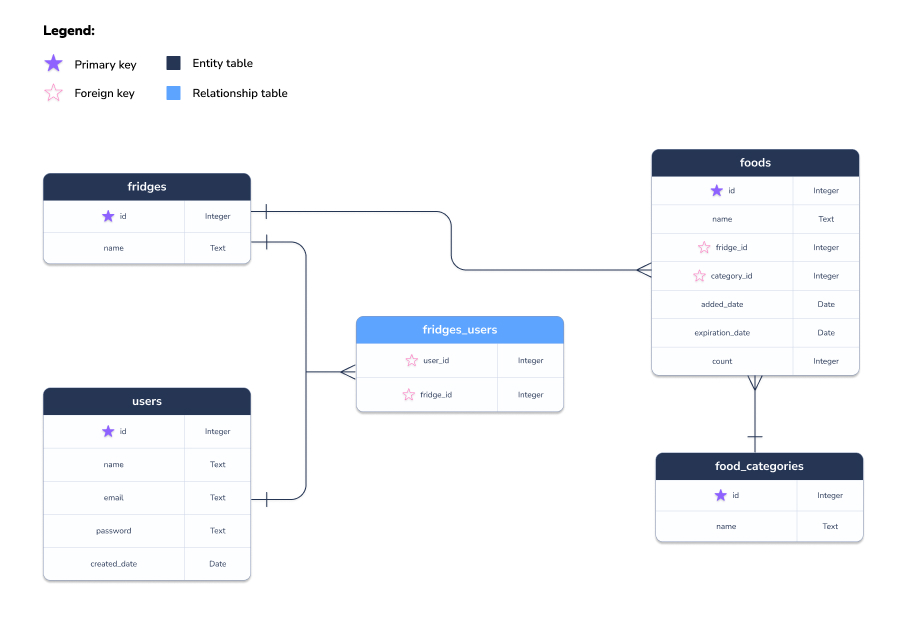 Legend:
Primary key
Entity table
Foreign key
Relationship table
fridges
id Integer
name Text
foods
id Integer
name Text
fridge_id Integer
category_id Integer
added_date Date
expiration_date Date
count Integer
fridges_users
user_id Integer
fridge_id Integer
users
id Integer
name Text
email Text
password Text
created_date Date
food_categories
id Integer
name Text